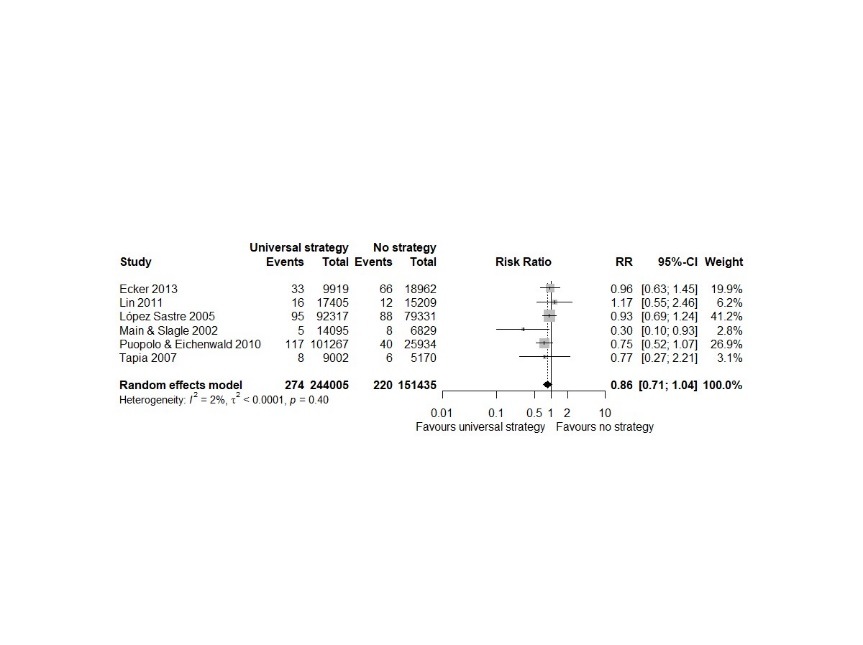 Universal strategy No strategy
Study Events Total Events Total Risk Ratio RR 95%-CI Weight
Ecker 2013 33 9919 66 18962 0.96 [0.63; 1.45] 19.9%
Lin 2011 16 17405 12 15209 1.17 [0.55; 2.46] 6.2%
López Sastre 2005 95 92317 88 79331 0.93 [0.69; 1.24] 41.2%
Main & Slagle 2002 5 14095 8 6829 0.30 [0.10; 0.93] 2.8%
Puopolo & Eichenwald 2010 117 101267 40 25934 0.75 [0.52; 1.07] 26.9%
Tapia 2007 8 9002 6 5170 0.77 [0.27; 2.21] 3.1%
Random effects model 274 244005 220 151435 0.86 [0.71; 1.04] 100.0%
Heterogeneity: I² = 2%, τ² < 0.0001, p = 0.40
0.01 0.1 0.5 1 2 10
Favours universal strategy Favours no strategy